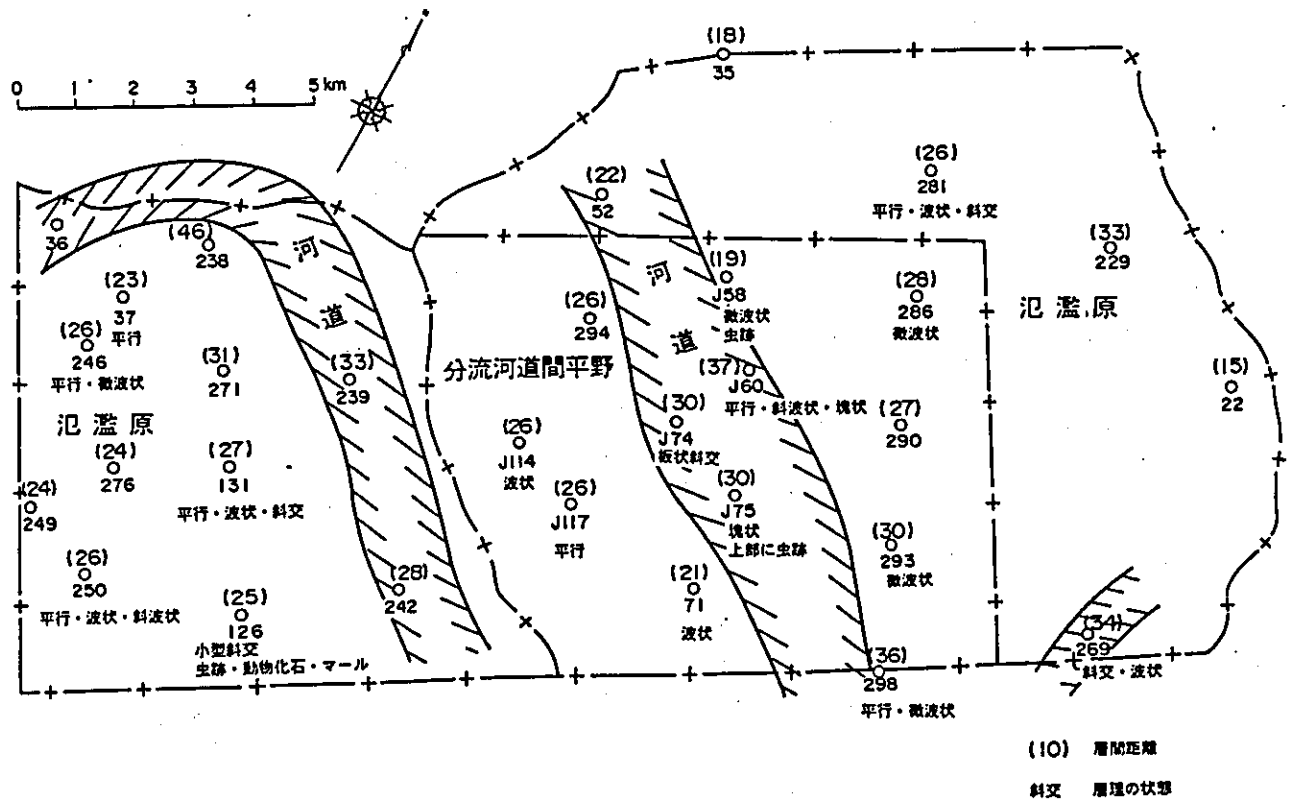 0 1 2 3 4 5 km
(18)
35
(26)
281
平行・波状・斜交
(22)
52
36
(46)
238
河
道
(33)
229
氾濫原
(23)
37
平行
(26)
246
平行・微波状
(31)
271
(33)
239
(26)
294
河
道
(19)
J58
微波状
虫跡
(28)
286
微波状
分流河道間平野
(37)
J60
平行・斜波状・塊状
(15)
22
氾濫原
(24)
276
(27)
131
平行・波状・斜交
(24)
249
(26)
J114
波状
(26)
J117
平行
(30)
J74
板状斜交
(30)
J75
塊状
上部に虫跡
(27)
290
(30)
293
微波状
(26)
250
平行・波状・斜波状
(25)
126
小型斜交
虫跡・動物化石・マール
(28)
242
(21)
71
波状
(36)
298
平行・微波状
(34)
269
斜交・波状
(10) 層間距離
斜交 層理の状態